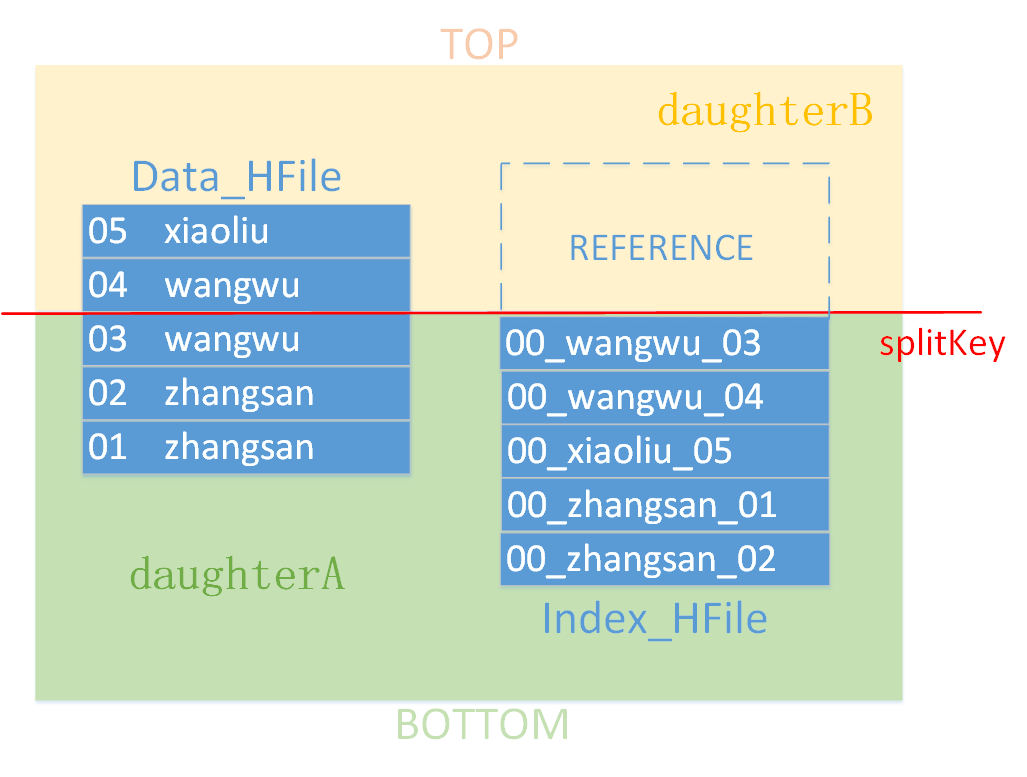 TOP
daughterB
Data_HFile
05 xiaoliu
04 wangwu
03 wangwu
02 zhangsan
01 zhangsan
REFERENCE
splitKey
00_wangwu_03
00_wangwu_04
00_xiaoliu_05
00_zhangsan_01
00_zhangsan_02
Index_HFile
daughterA
BOTTOM